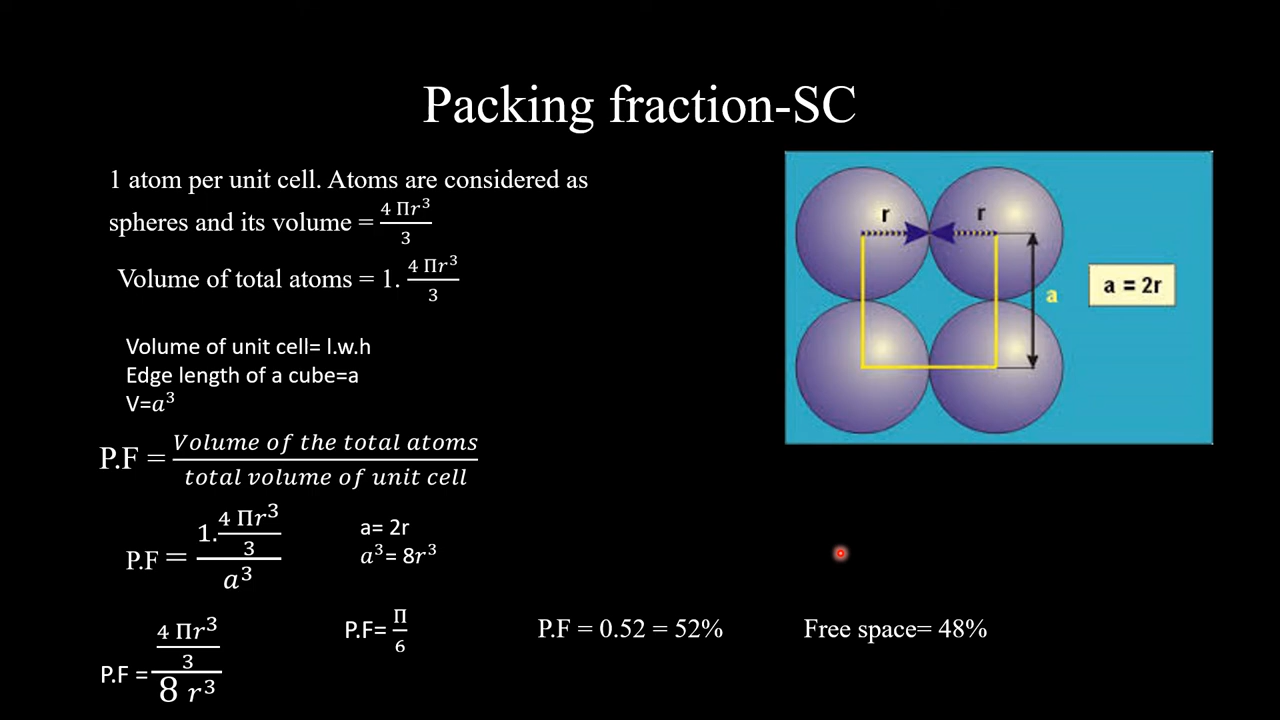 Packing fraction-SC
1 atom per unit cell. Atoms are considered as
spheres and its volume = 4 Πr³/3
Volume of total atoms = 1. 4 Πr³/3
Volume of unit cell= l.w.h
Edge length of a cube=a
V=a³
P.F = Volume of the total atoms/total volume of unit cell
P.F = 1. 4 Πr³/3 / a³
a= 2r
a³= 8r³
P.F = 4 Πr³/3 / 8 r³
P.F= Π/6
P.F = 0.52 = 52%
Free space= 48%
r
r
a
a = 2r